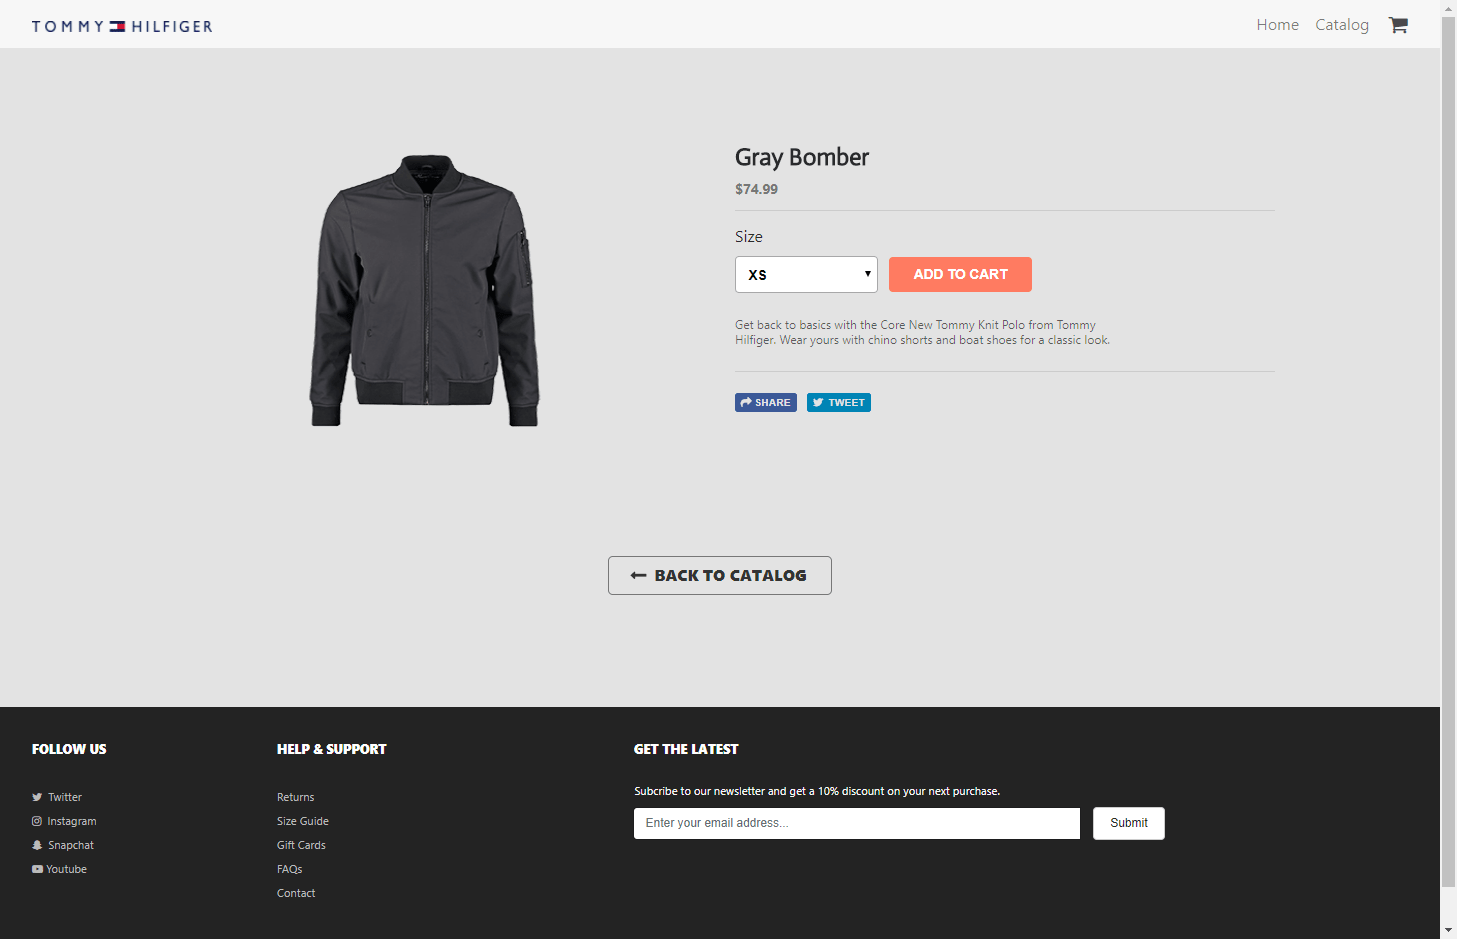 TOMMY HILFIGER
Home Catalog
Gray Bomber
$74.99
Size
XS
ADD TO CART
Get back to basics with the Core New Tommy Knit Polo from Tommy
Hilfiger. Wear yours with chino shorts and boat shoes for a classic look.
SHARE TWEET
BACK TO CATALOG
FOLLOW US
Twitter
Instagram
Snapchat
Youtube
HELP & SUPPORT
Returns
Size Guide
Gift Cards
FAQs
Contact
GET THE LATEST
Subcribe to our newsletter and get a 10% discount on your next purchase.
Enter your email address...
Submit